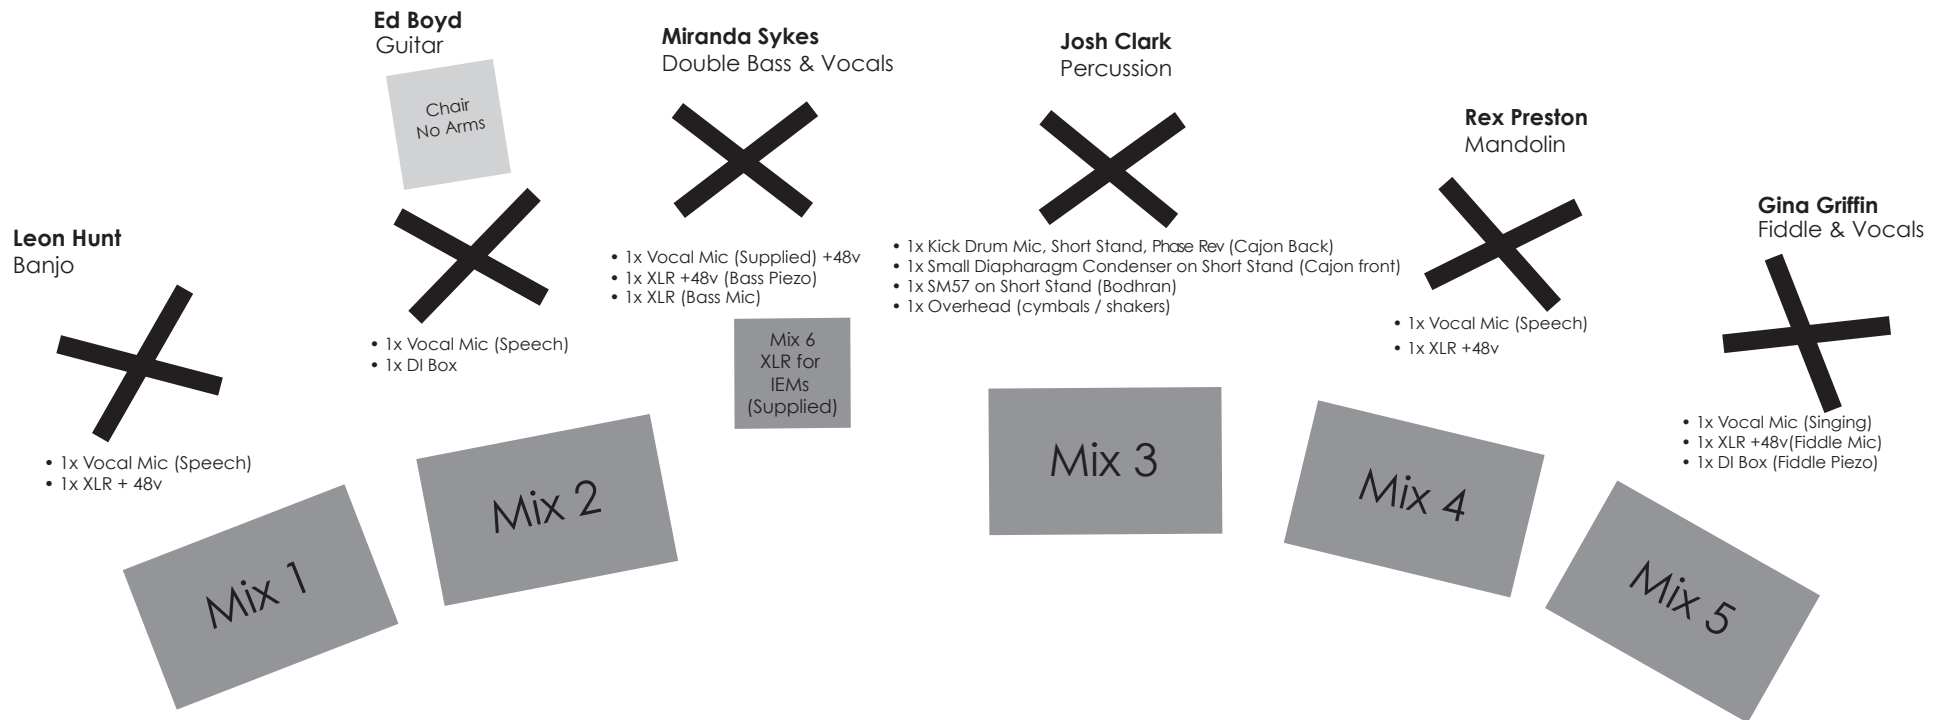 Ed Boyd
Guitar
Chair
No Arms
Miranda Sykes
Double Bass & Vocals
Josh Clark
Percussion
Rex Preston
Mandolin
Gina Griffin
Fiddle & Vocals
Leon Hunt
Banjo
• 1x Vocal Mic (Supplied) +48v
• 1x XLR +48v (Bass Piezo)
• 1x XLR (Bass Mic)
• 1x Kick Drum Mic, Short Stand, Phase Rev (Cajon Back)
• 1x Small Diapharagm Condenser on Short Stand (Cajon front)
• 1x SM57 on Short Stand (Bodhran)
• 1x Overhead (cymbals / shakers)
• 1x Vocal Mic (Speech)
• 1x DI Box
• 1x Vocal Mic (Speech)
• 1x XLR +48v
• 1x Vocal Mic (Singing)
• 1x XLR +48v(Fiddle Mic)
• 1x DI Box (Fiddle Piezo)
• 1x Vocal Mic (Speech)
• 1x XLR + 48v
Mix 6
XLR for
IEMs
(Supplied)
Mix 1
Mix 2
Mix 3
Mix 4
Mix 5